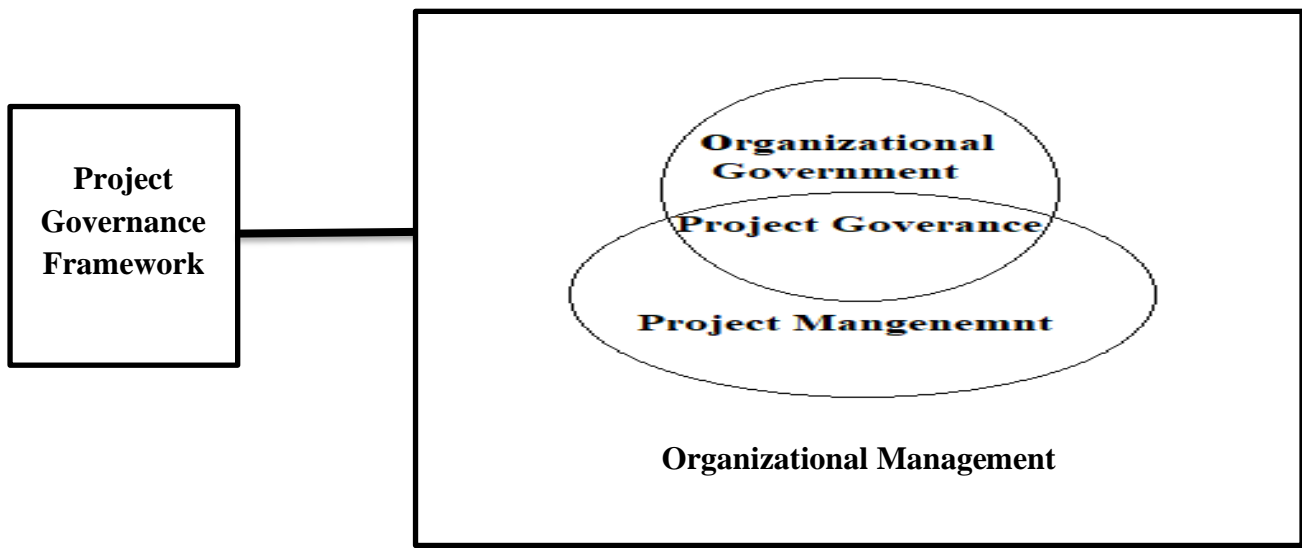 Project
Governance
Framework
Organizational
Government
Project Goverance
Project Mangenemnt
Organizational Management